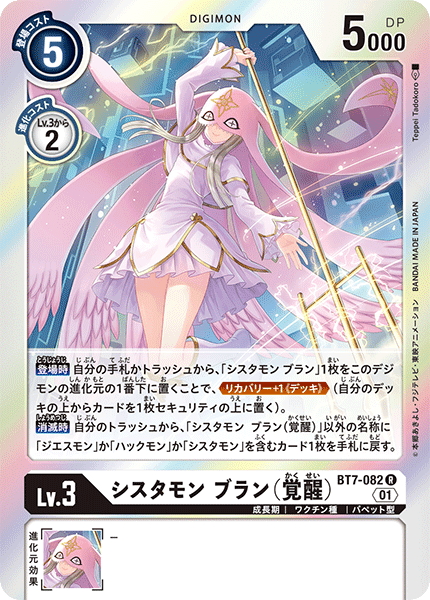 登場コスト
5
DIGIMON
DP
5000
進化コスト
Lv.3から
2
Teppei Tadokoro
BANDAI MADE IN JAPAN
©本郷あきよし・フジテレビ・東映アニメーション
登場時 自分の手札かトラッシュから、「シスタモン ブラン」1枚をこのデジ
モンの進化元の1番下に置くことで、リカバリー+1《デッキ》（自分のデ
ッキの上からカードを1枚セキュリティの上に置く）。
消滅時 自分のトラッシュから、「シスタモン ブラン（覚醒）」以外の名称に
「ジエスモン」か「ハックモン」か「シスタモン」を含むカード1枚を手札に戻す。
Lv.3
シスタモン ブラン（覚醒）
かく せい
BT7-082 R
01
成長期 | ワクチン種 | パペット型
進化元効果
—